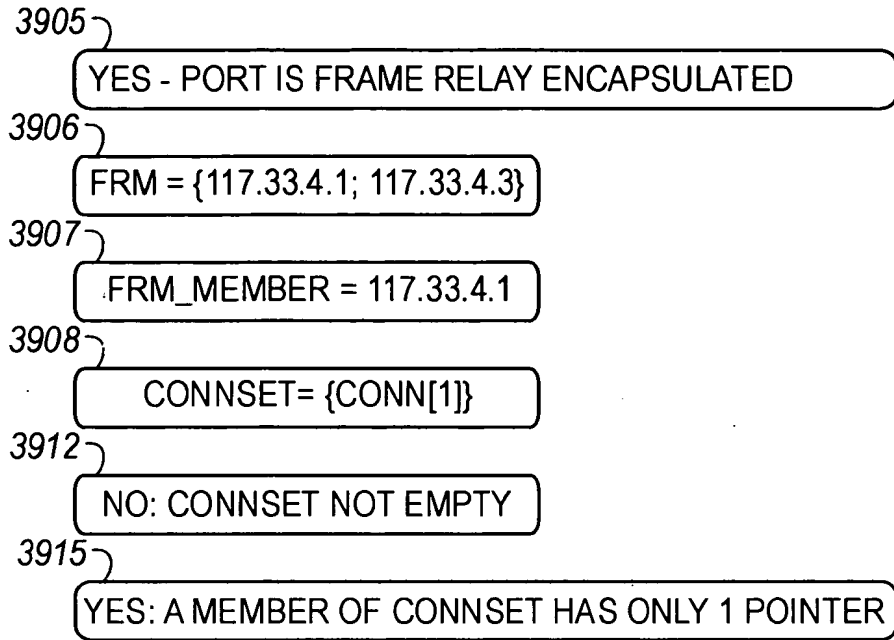 3905
YES - PORT IS FRAME RELAY ENCAPSULATED
3906
FRM = {117.33.4.1; 117.33.4.3}
3907
FRM_MEMBER = 117.33.4.1
3908
CONNSET= {CONN[1]}
3912
NO: CONNSET NOT EMPTY
3915
YES: A MEMBER OF CONNSET HAS ONLY 1 POINTER